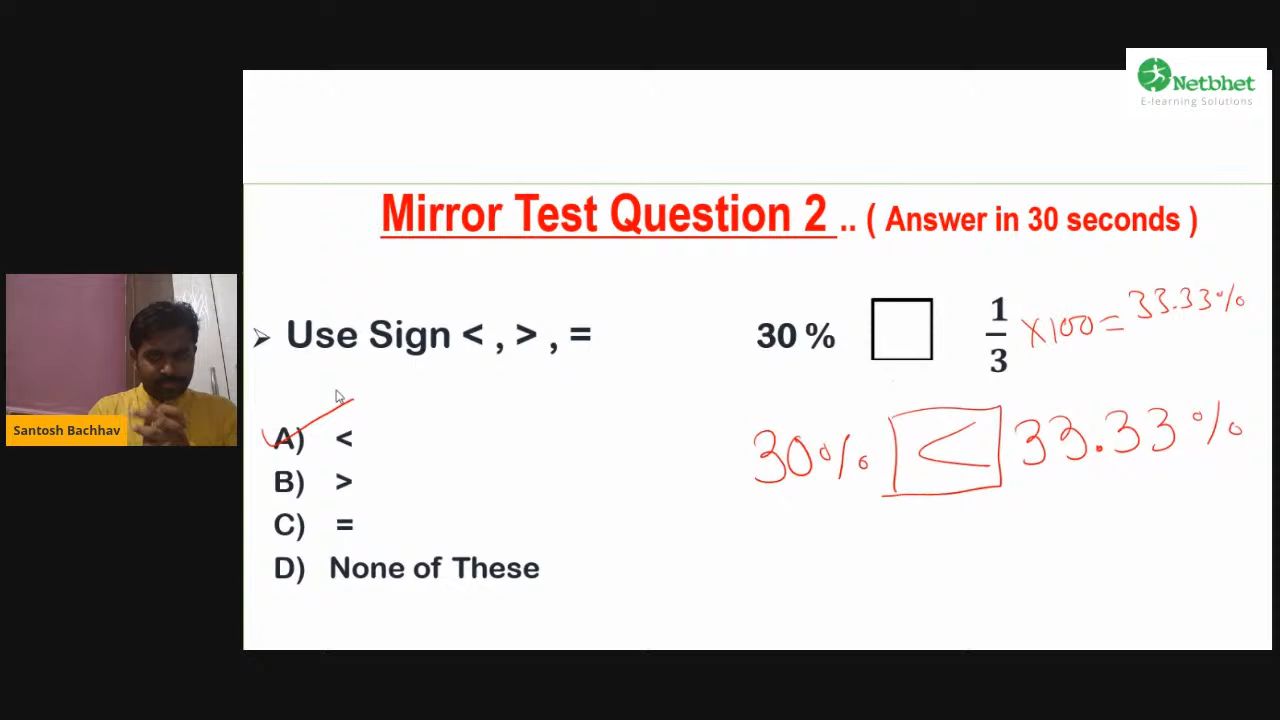 Netbhet
E-learning Solutions
Mirror Test Question 2 .. ( Answer in 30 seconds )
➢ Use Sign < , > , =
30 % 1/3 X100 = 33.33%
A) <
B) >
C) =
D) None of These
30% < 33.33%
Santosh Bachhav